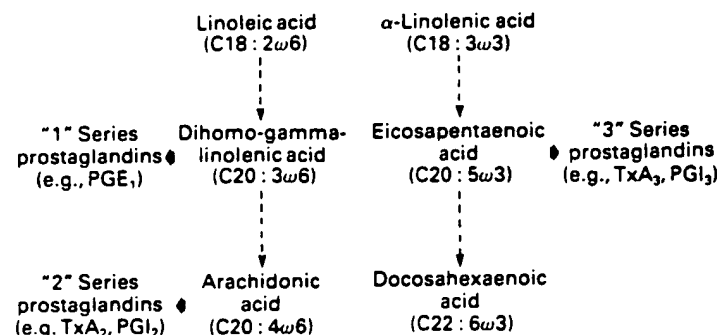 Linoleic acid
(C18 : 2ω6)
α-Linolenic acid
(C18 : 3ω3)
"1" Series
prostaglandins
(e.g., PGE₁)
Dihomo-gamma-
linolenic acid
(C20 : 3ω6)
Eicosapentaenoic
acid
(C20 : 5ω3)
"3" Series
prostaglandins
(e.g., TxA₃, PGI₃)
"2" Series
prostaglandins
(e.g. TxA₂, PGI₂)
Arachidonic
acid
(C20 : 4ω6)
Docosahexaenoic
acid
(C22 : 6ω3)